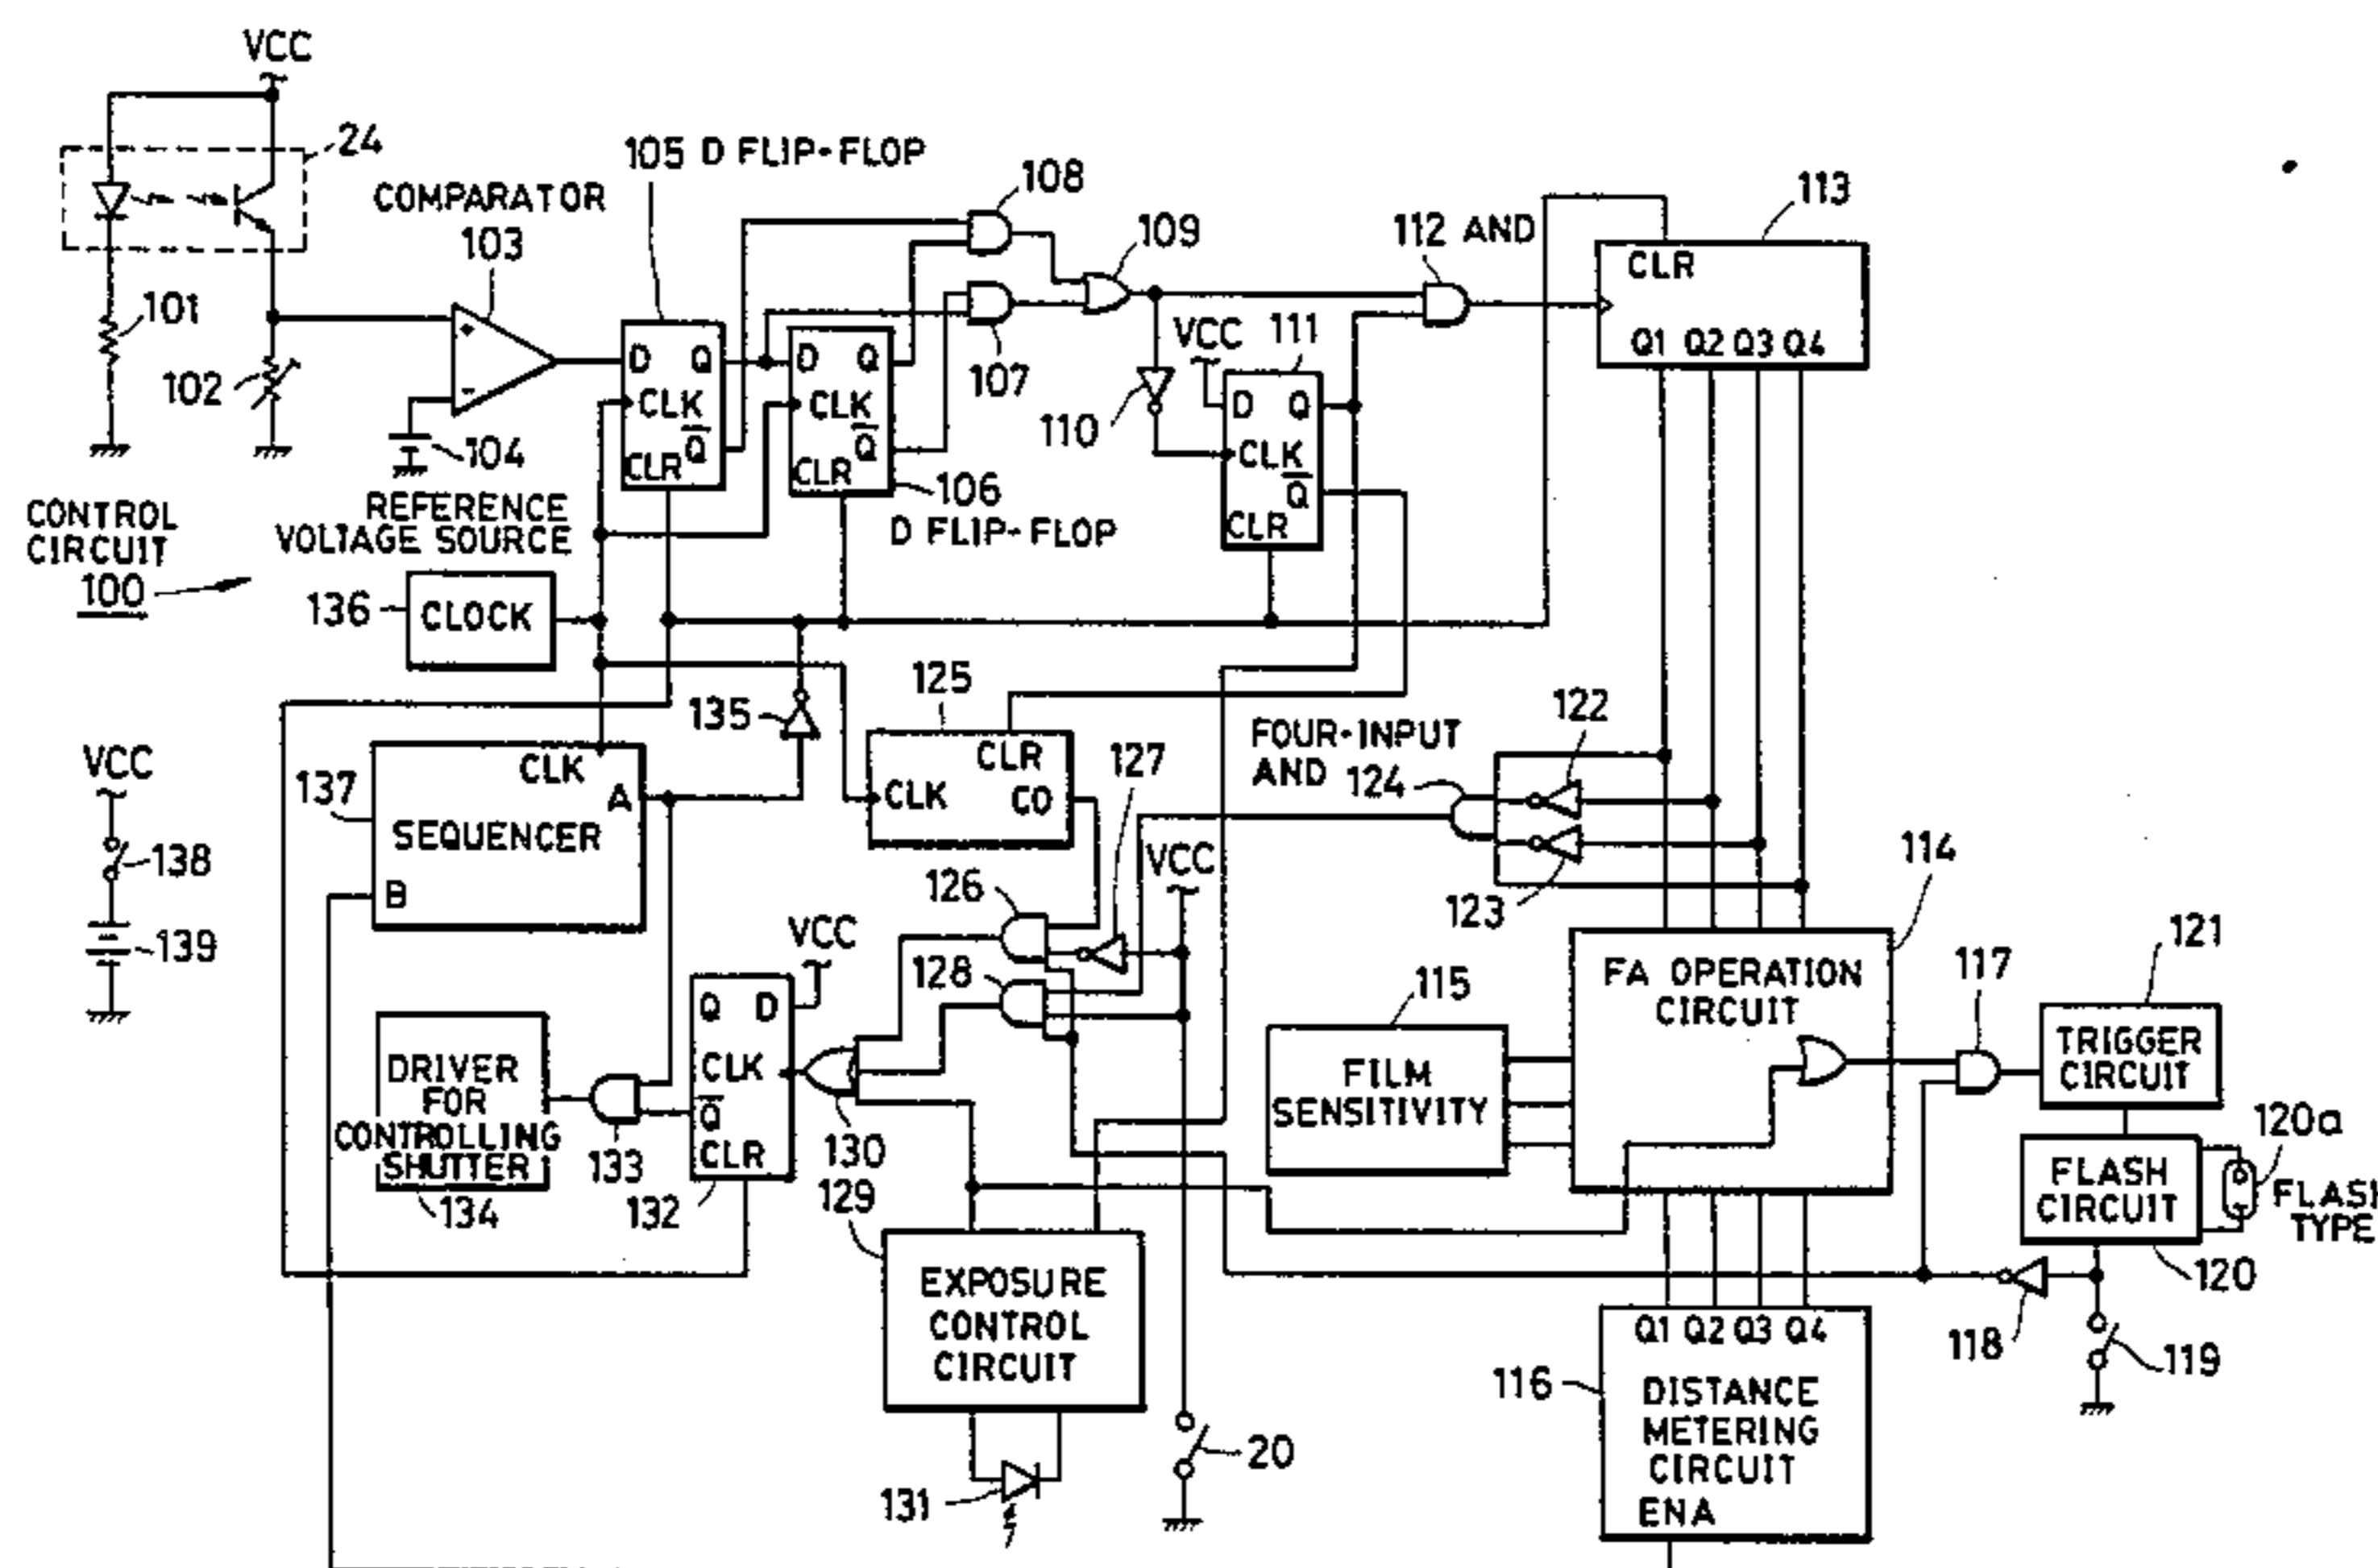 VCC
24
105 D FLIP-FLOP
108
113
COMPARATOR
103
109
112 AND
CLR
101
VCC
111
Q1 Q2 Q3 Q4
D Q
D Q
107
102
CLK
CLK
110
D Q
104
Q
Q
CLK
CLR
CLR
106
Q
D FLIP-FLOP
CLR
CONTROL
CIRCUIT
100
REFERENCE
VOLTAGE SOURCE
136
CLOCK
125
135
122
FOUR-INPUT
AND
124
VCC
CLK
CLR
127
137
A
CLK
CO
SEQUENCER
138
VCC
114
B
126
123
139
VCC
128
121
Q D
115
FA OPERATION
CIRCUIT
117
DRIVER
FOR
CONTROLLING
SHUTTER
CLK
FILM
SENSITIVITY
TRIGGER
CIRCUIT
Q
130
120a
133
CLR
129
FLASH
CIRCUIT
FLASH
TYPE
134
132
EXPOSURE
CONTROL
CIRCUIT
120
Q1 Q2 Q3 Q4
118
119
116
DISTANCE
METERING
CIRCUIT
20
131
ENA